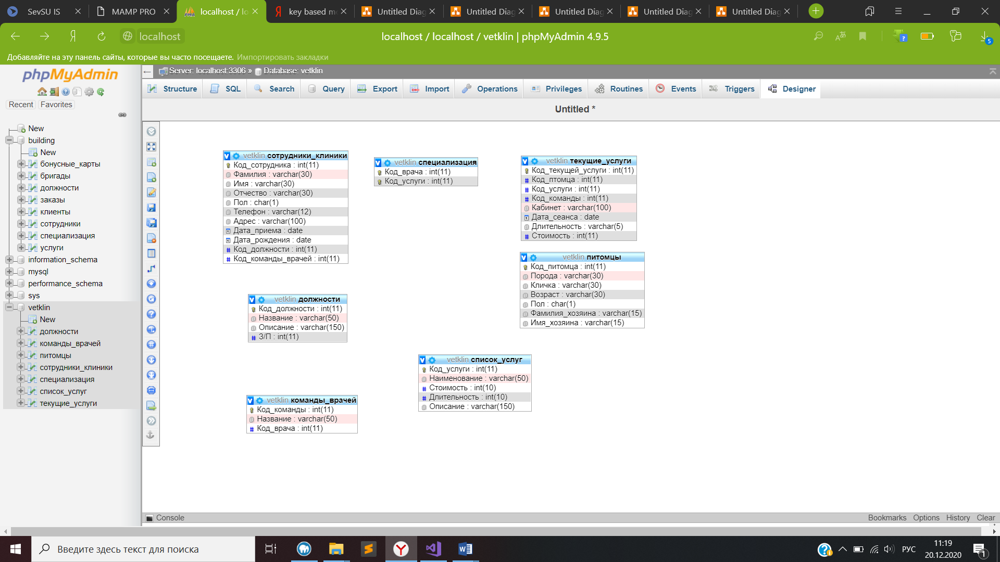 SevSU IS
MAMP PRO
localhost / lo
key based mo
Untitled Diag
Untitled Diag
Untitled Diag
Untitled Diag
Untitled Diag
localhost
localhost / localhost / vetklin | phpMyAdmin 4.9.5
5
Добавляйте на эту панель сайты, которые вы часто посещаете. Импортировать закладки
phpMyAdmin
Recent
Favorites
New
building
New
бонусные_карты
бригады
должности
заказы
клиенты
сотрудники
специализация
услуги
information_schema
mysql
performance_schema
sys
vetklin
New
должности
команды_врачей
питомцы
сотрудники_клиники
специализация
список_услуг
текущие_услуги
Server: localhost:3306 » Database: vetklin
Structure
SQL
Search
Query
Export
Import
Operations
Privileges
Routines
Events
Triggers
Designer
Untitled *
vetklin сотрудники_клиники
Код_сотрудника : int(11)
Фамилия : varchar(30)
Имя : varchar(30)
Отчество : varchar(30)
Пол : char(1)
Телефон : varchar(12)
Адрес : varchar(100)
Дата_приема : date
Дата_рождения : date
Код_должности : int(11)
Код_команды_врачей : int(11)
vetklin специализация
Код_врача : int(11)
Код_услуги : int(11)
vetklin текущие_услуги
Код_текущей_услуги : int(11)
Код_птомца : int(11)
Код_услуги : int(11)
Код_команды : int(11)
Кабинет : varchar(100)
Дата_сеанса : date
Длительность : varchar(5)
Стоимость : int(11)
vetklin питомцы
Код_питомца : int(11)
Порода : varchar(30)
Кличка : varchar(30)
Возраст : varchar(30)
Пол : char(1)
Фамилия_хозяина : varchar(15)
Имя_хозяина : varchar(15)
vetklin должности
Код_должности : int(11)
Название : varchar(50)
Описание : varchar(150)
З/П : int(11)
vetklin список_услуг
Код_услуги : int(11)
Наименование : varchar(50)
Стоимость : int(10)
Длительность : int(10)
Описание : varchar(150)
vetklin команды_врачей
Код_команды : int(11)
Название : varchar(50)
Код_врача : int(11)
Console
Bookmarks
Options
History
Clear
Введите здесь текст для поиска
РУС
11:19
20.12.2020
1